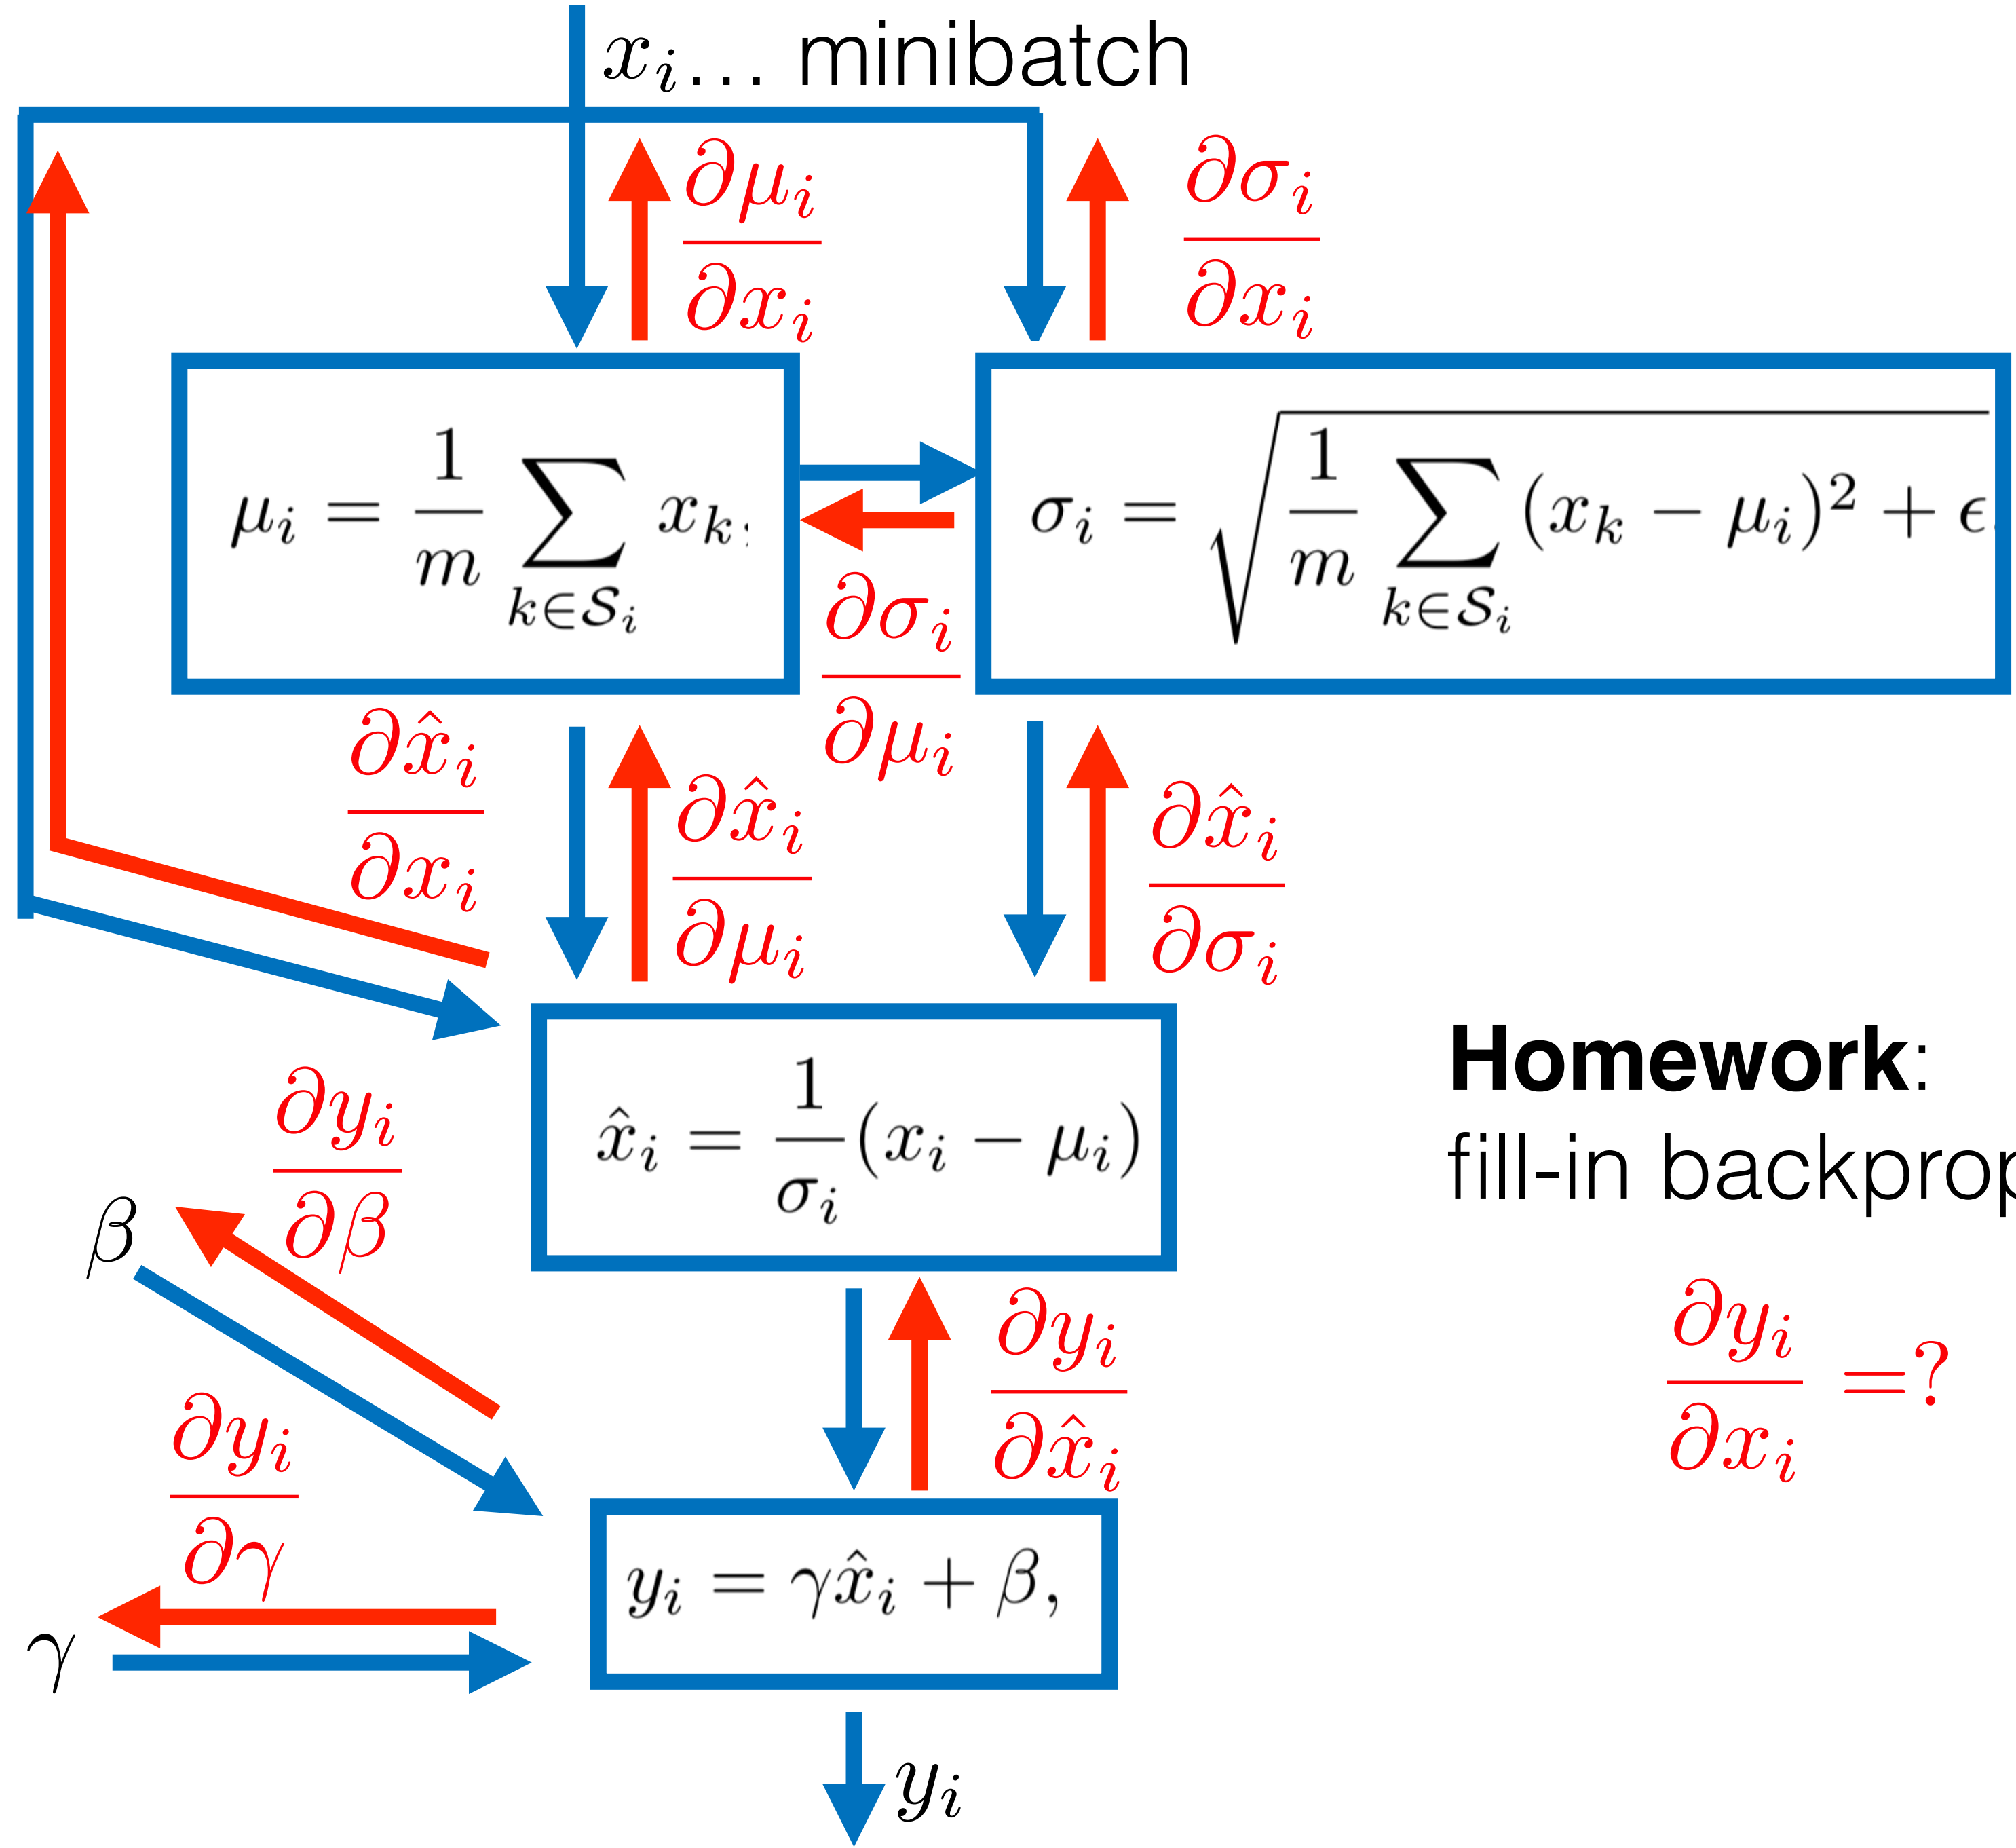 x_i... minibatch
∂μ_i/∂x_i
∂σ_i/∂x_i
μ_i = 1/m ∑_{k∈S_i} x_k,
σ_i = √(1/m ∑_{k∈S_i} (x_k − μ_i)² + ϵ)
∂σ_i/∂μ_i
∂x̂_i/∂x_i
∂x̂_i/∂μ_i
∂x̂_i/∂σ_i
x̂_i = 1/σ_i (x_i − μ_i)
Homework:
fill-in backprop
∂y_i/∂x_i =?
∂y_i/∂β
β
∂y_i/∂x̂_i
∂y_i/∂γ
γ
y_i = γx̂_i + β,
y_i